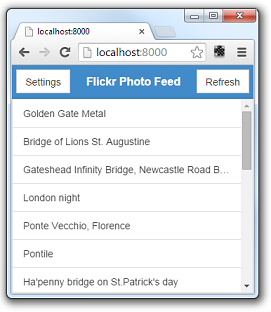 localhost:8000
localhost:8000
Settings
Flickr Photo Feed
Refresh
Golden Gate Metal
Bridge of Lions St. Augustine
Gateshead Infinity Bridge, Newcastle Road B...
London night
Ponte Vecchio, Florence
Pontile
Ha'penny bridge on St.Patrick's day